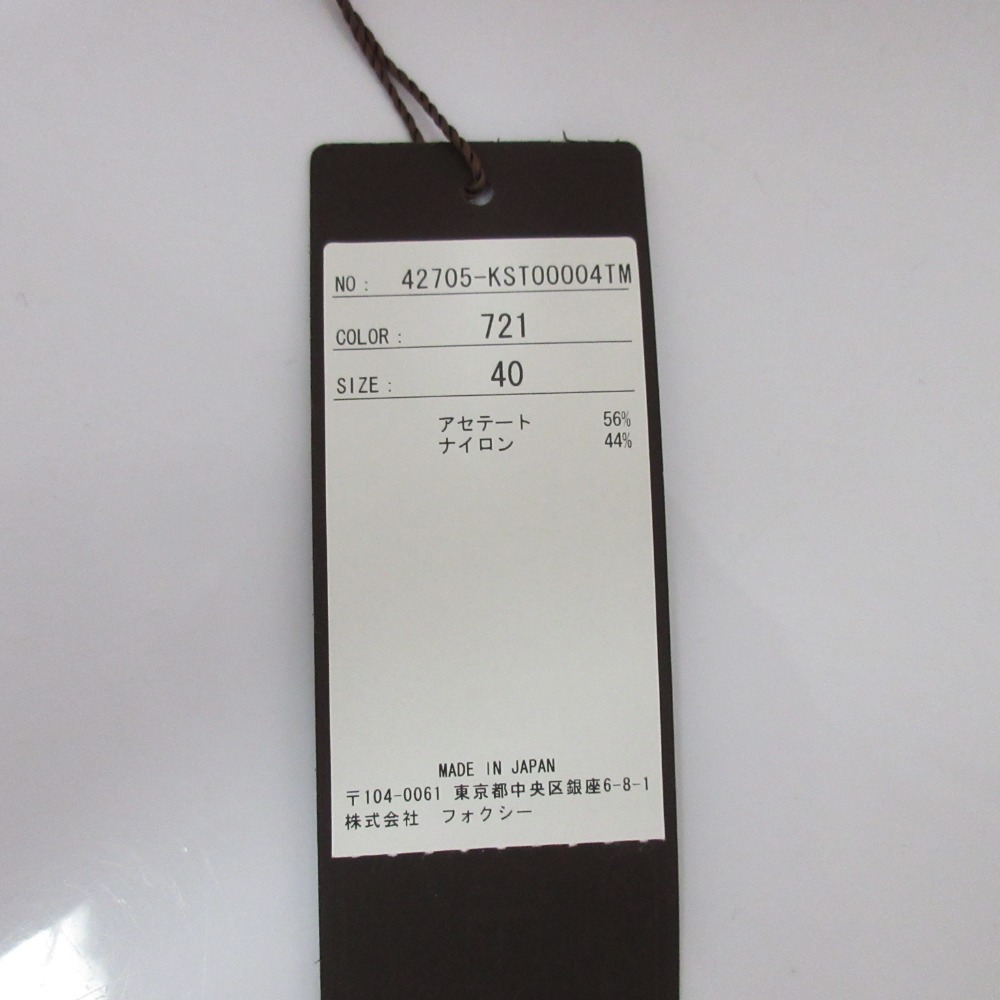 NO : 42705-KST00004TM
COLOR : 721
SIZE : 40
アセテート 56%
ナイロン 44%
MADE IN JAPAN
〒104-0061 東京都中央区銀座6-8-1
株式会社 フォクシー